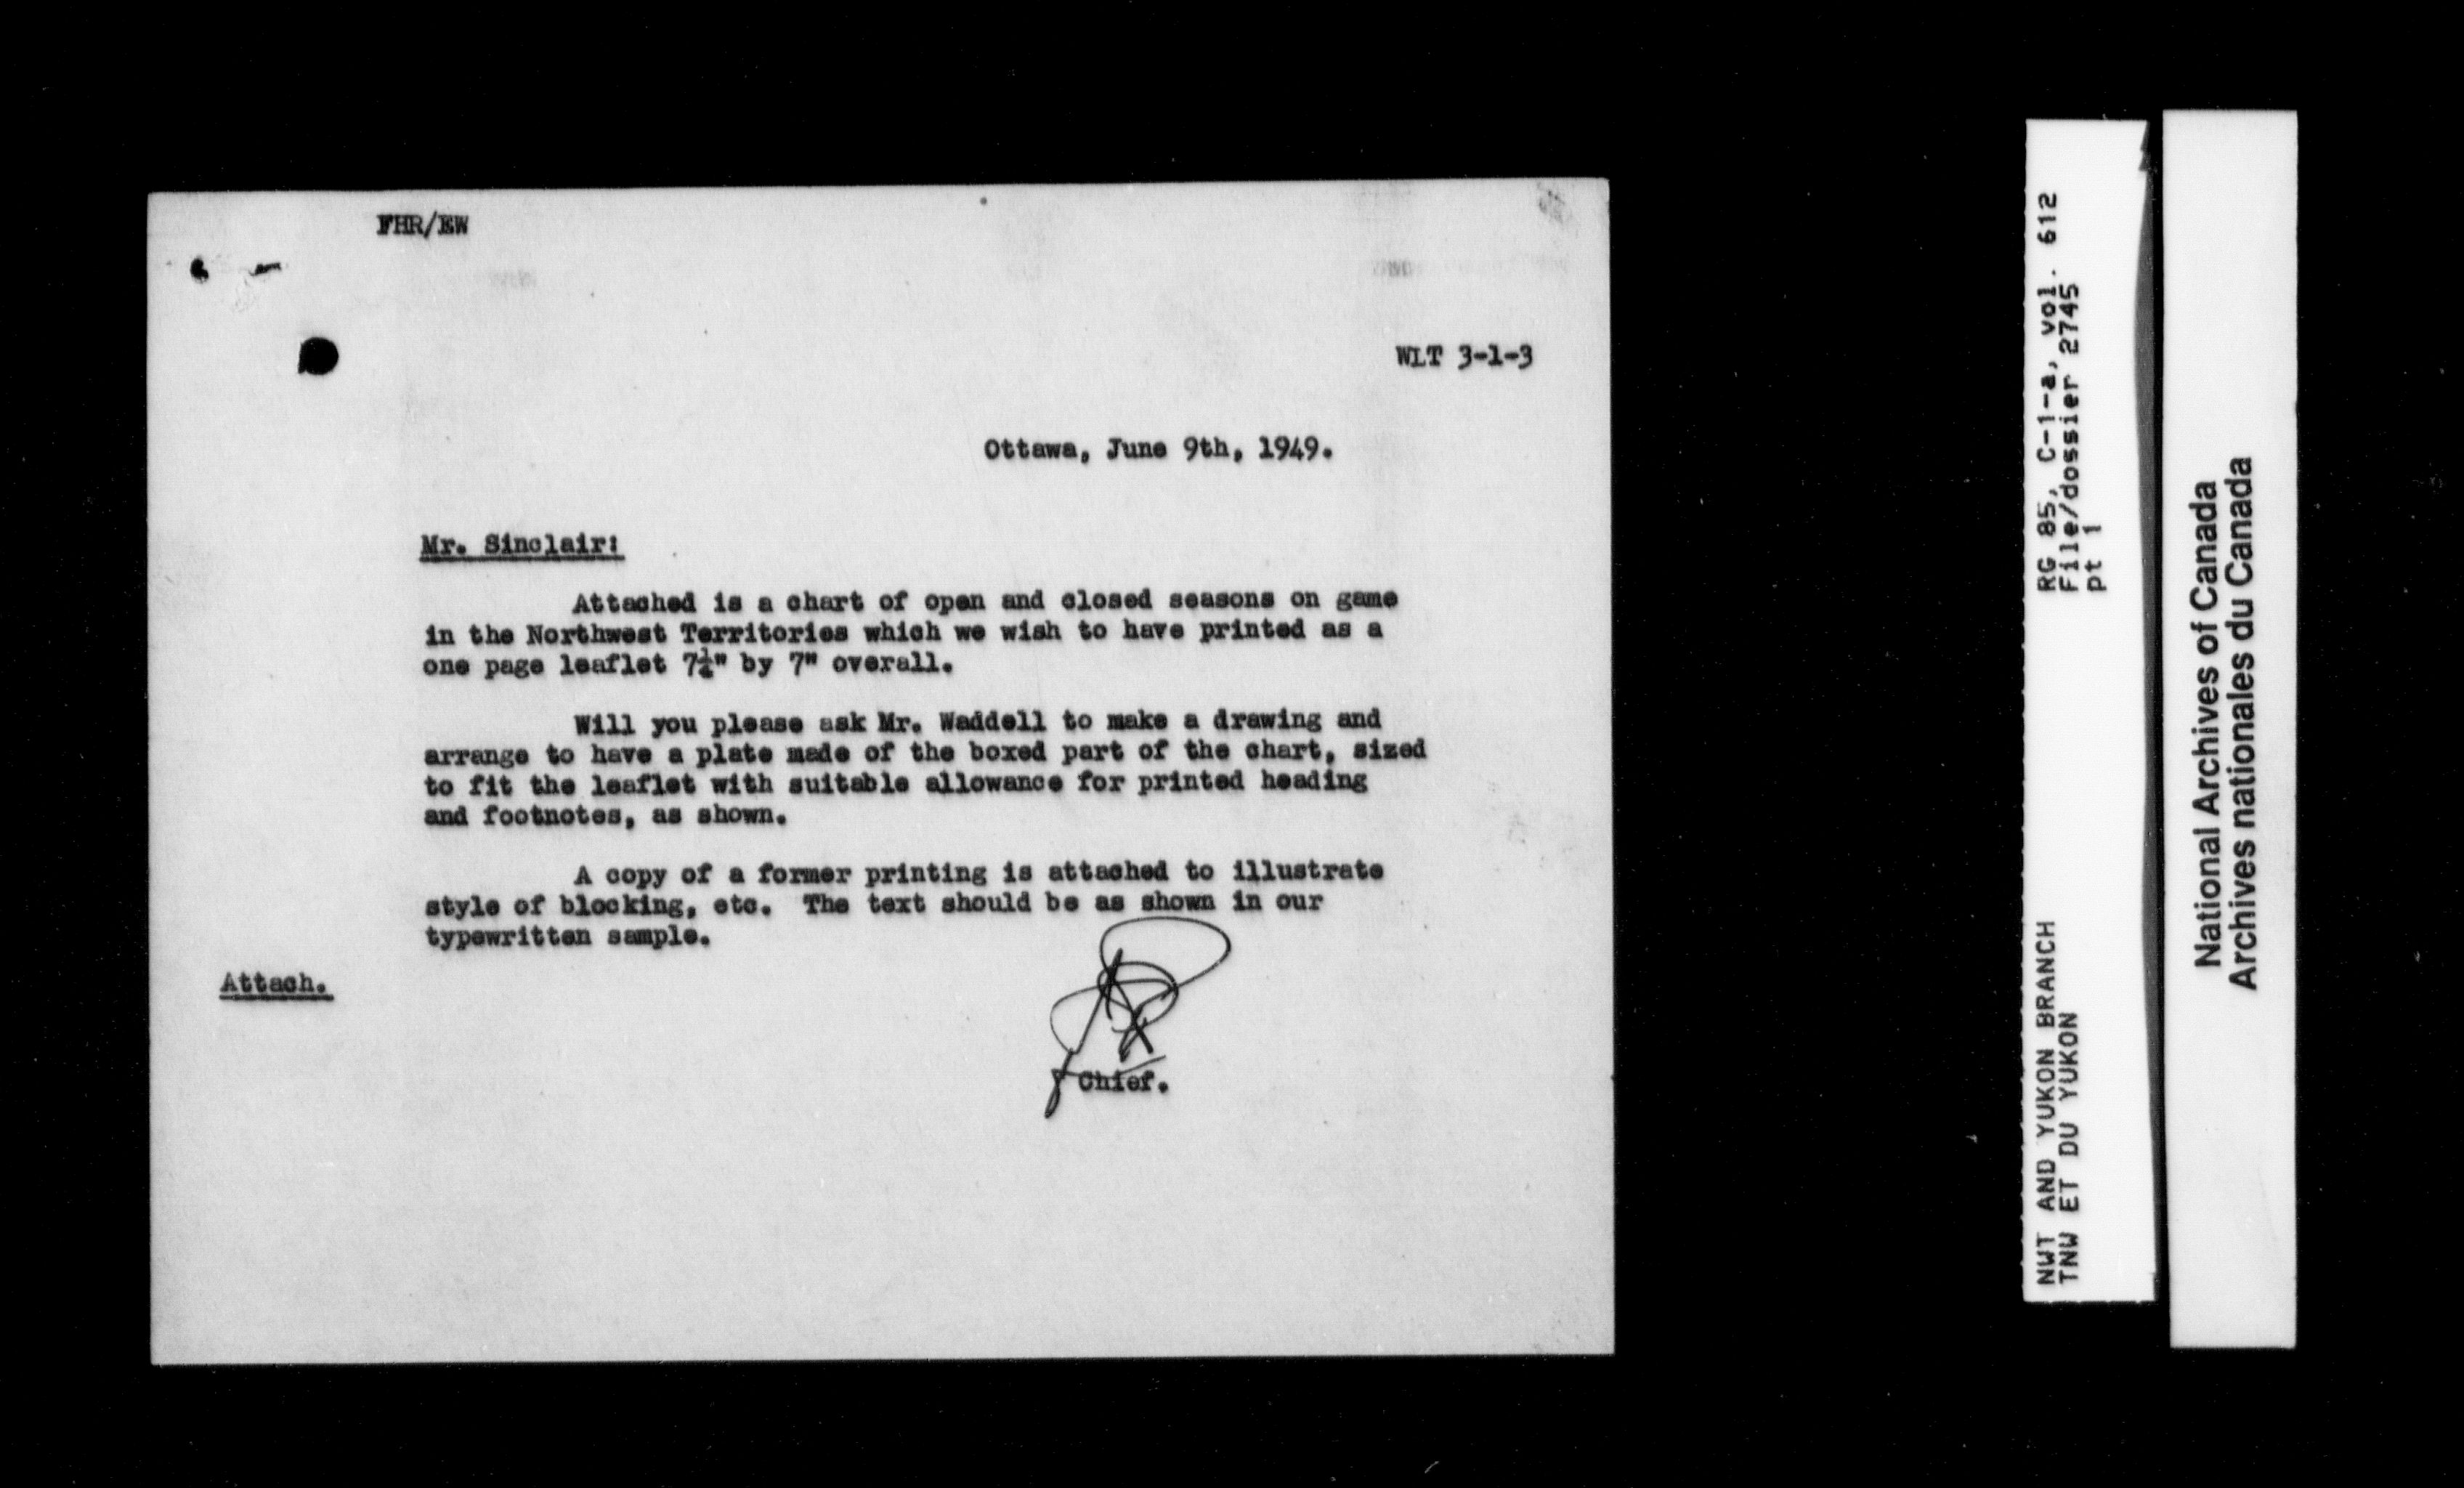 FHR/EW
WLT 3-1-3
Ottawa, June 9th, 1949.
Mr. Sinclair:
Attached is a chart of open and closed seasons on game
in the Northwest Territories which we wish to have printed as a
one page leaflet 7¼" by 7" overall.
Will you please ask Mr. Waddell to make a drawing and
arrange to have a plate made of the boxed part of the chart, sized
to fit the leaflet with suitable allowance for printed heading
and footnotes, as shown.
A copy of a former printing is attached to illustrate
style of blocking, etc. The text should be as shown in our
typewritten sample.
Attach.
Chief.
RG 85, C-1-a, vol. 612
File/dossier 2745
pt 1
NWT AND YUKON BRANCH
TNW ET DU YUKON
National Archives of Canada
Archives nationales du Canada